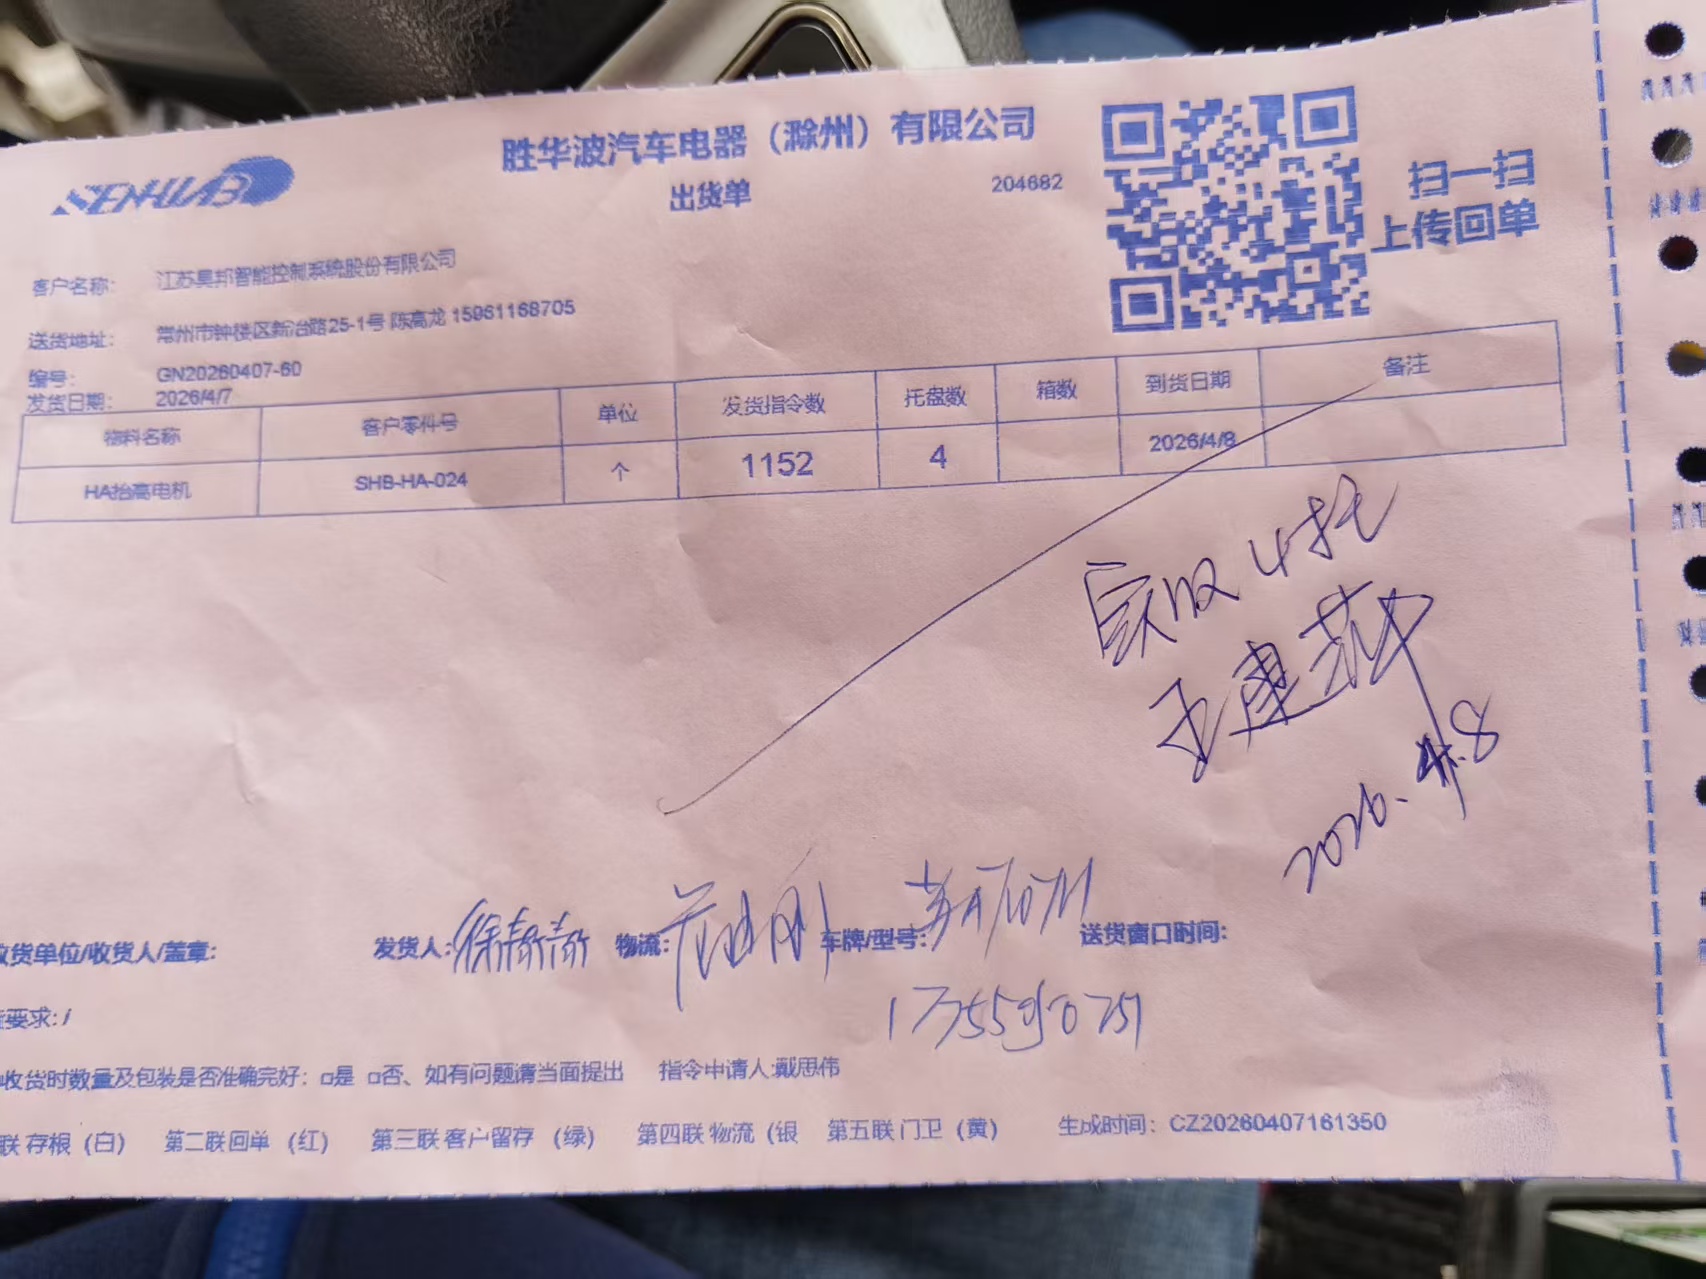 SENHUAB
胜华波汽车电器（滁州）有限公司
出货单
204682
扫一扫
上传回单
客户名称： 江苏昊邦智能控制系统股份有限公司
送货地址： 常州市钟楼区新冶路25-1号 陈高龙 15961168705
编号： GN20260407-60
发货日期： 2026/4/7
物料名称 客户零件号 单位 发货指令数 托盘数 箱数 到货日期 备注
HA抬高电机 SHB-HA-024 个 1152 4 2026/4/8
实收4托
王建萍
2026.4.8
收货单位/收货人/盖章： 发货人：徐静静 物流： 车牌/型号： 送货窗口时间：
要求：/
收货时数量及包装是否准确完好：□是 □否、如有问题请当面提出 指令申请人:戴思伟
联 存根（白） 第二联 回单 （红） 第三联 客户留存 （绿） 第四联 物流 （银 第五联 门卫 （黄） 生成时间：CZ20260407161350